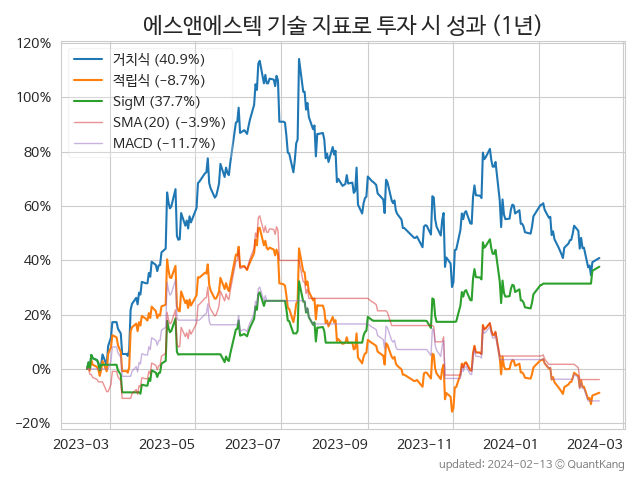 에스앤에스텍 기술 지표로 투자 시 성과 (1년)
120%
100%
80%
60%
40%
20%
0%
−20%
거치식 (40.9%)
적립식 (−8.7%)
SigM (37.7%)
SMA(20) (−3.9%)
MACD (−11.7%)
2023-03
2023-05
2023-07
2023-09
2023-11
2024-01
2024-03
updated: 2024-02-13 ⓒ QuantKang